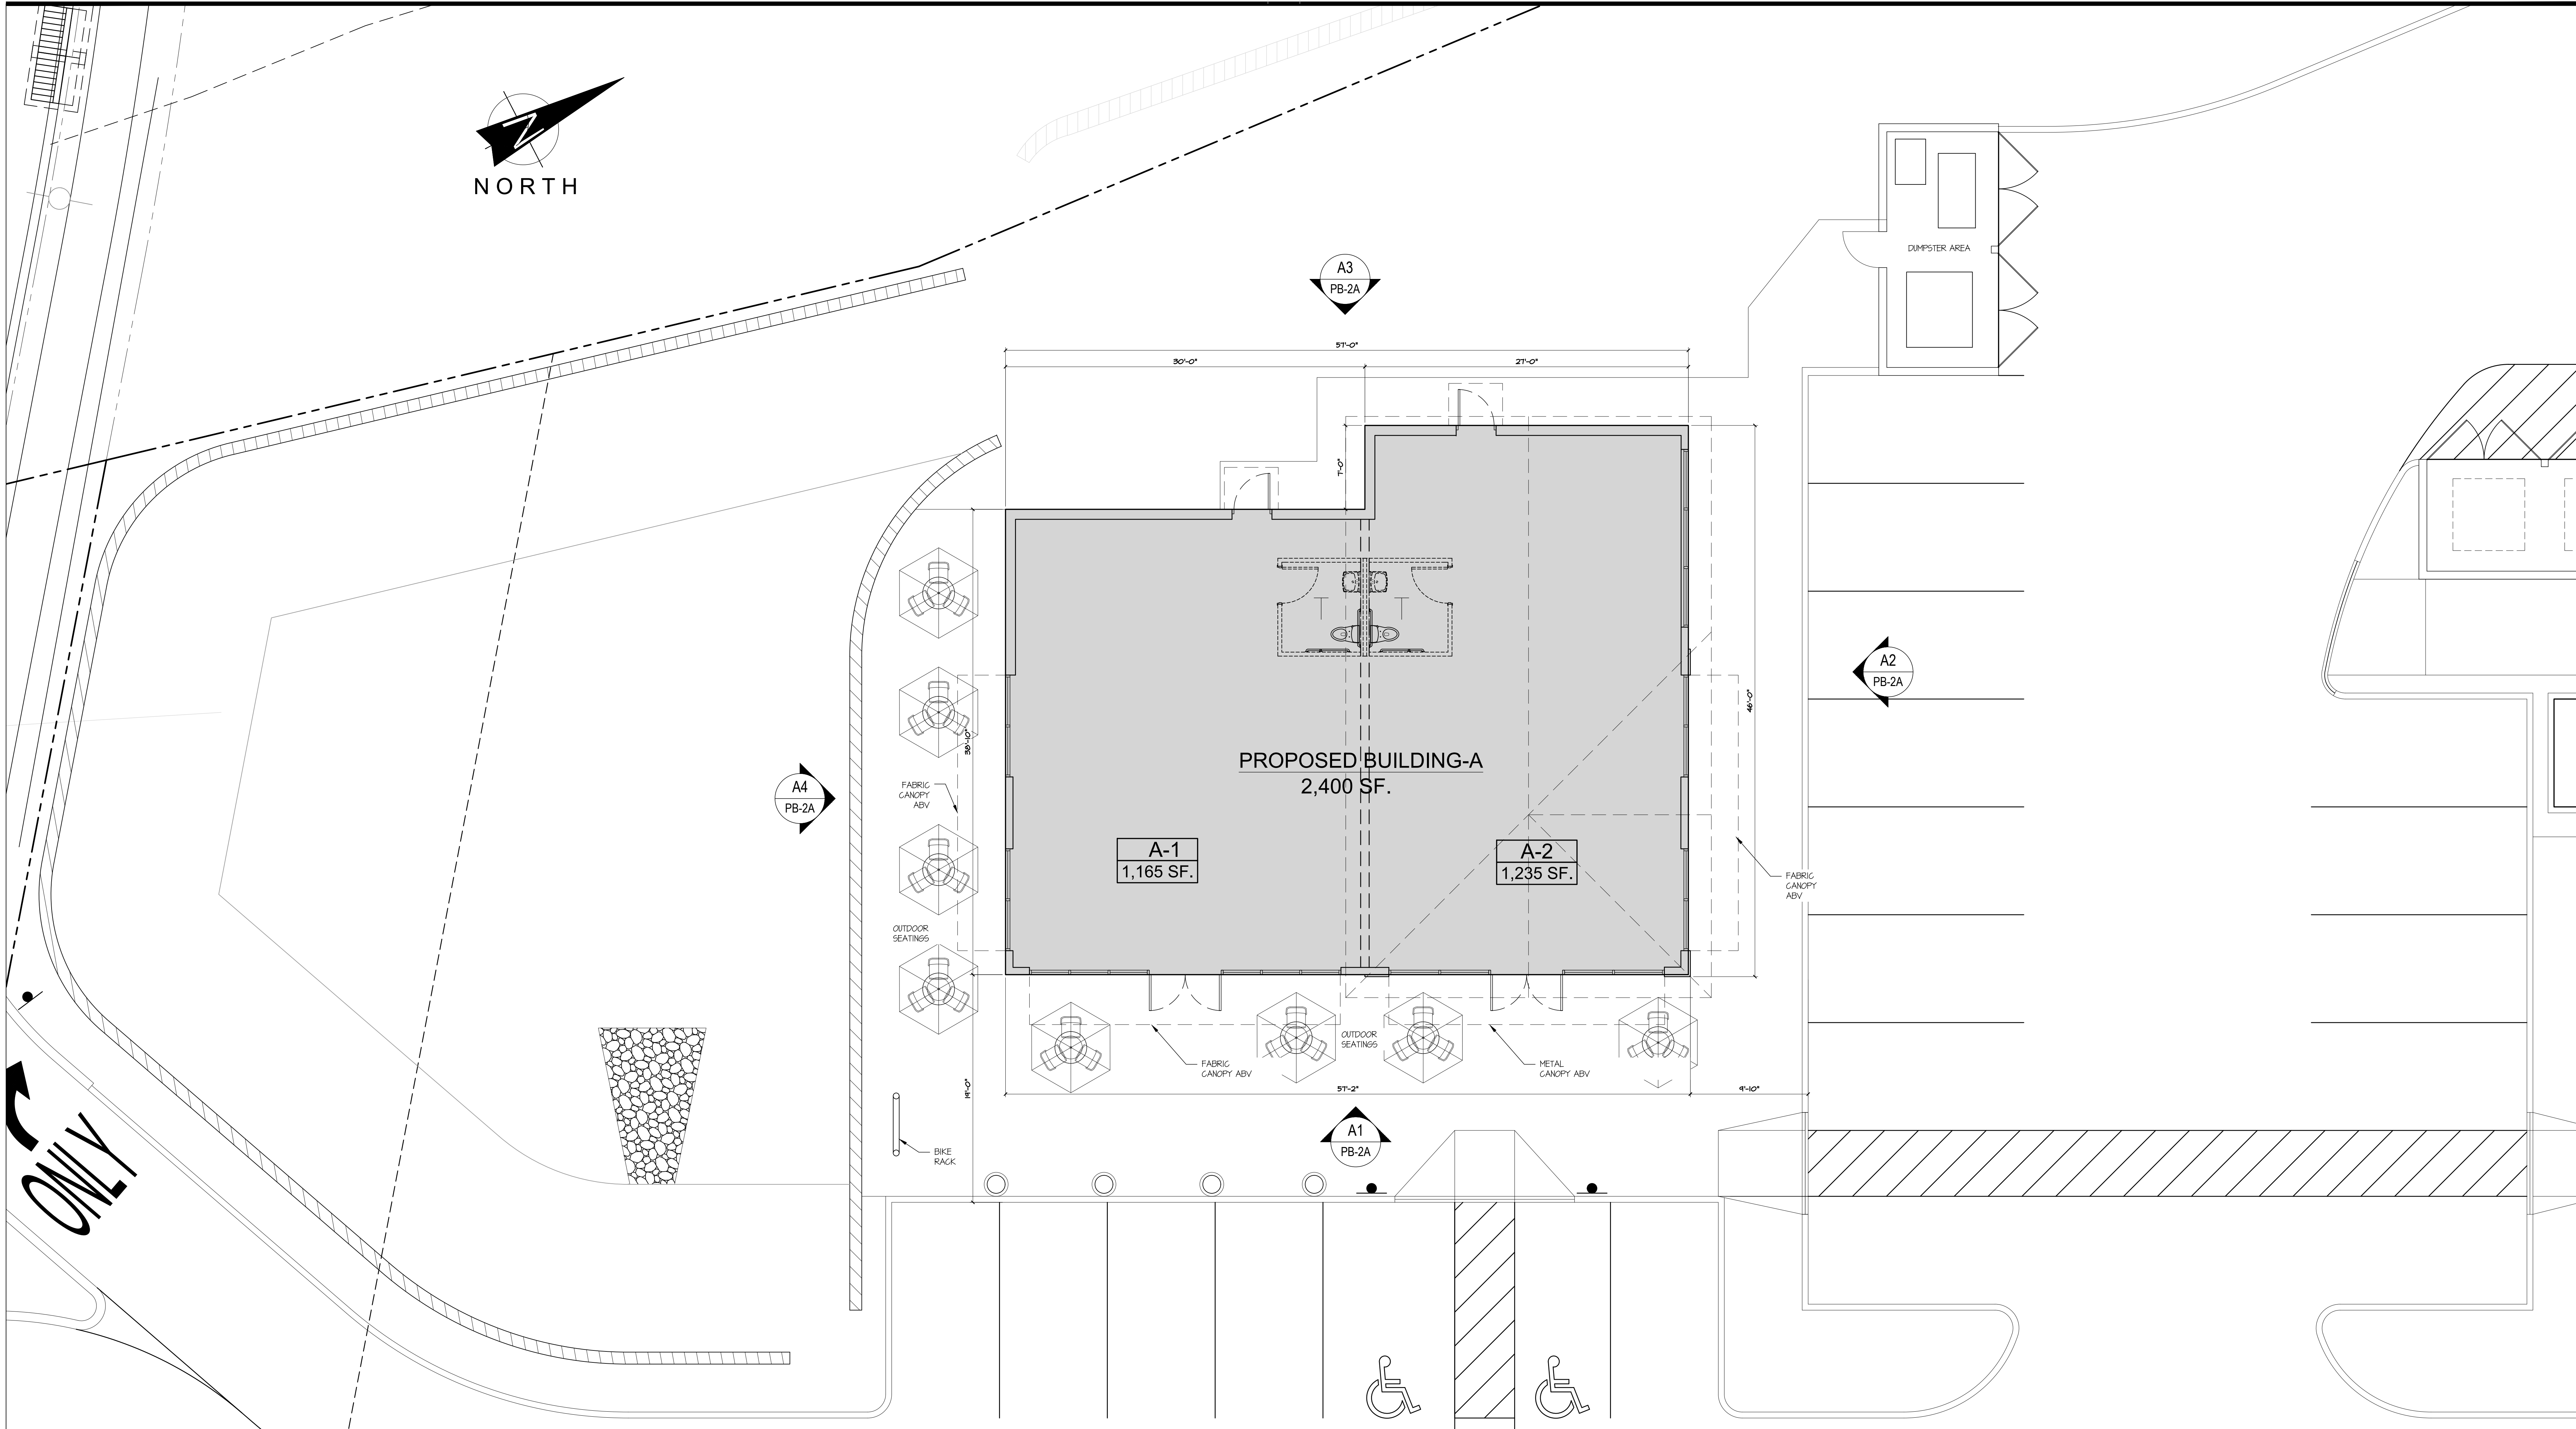 NORTH
A3
PB-2A
DUMPSTER AREA
57'-0"
30'-0"
27'-0"
7'-0"
A2
PB-2A
46'-0"
38'-10"
PROPOSED BUILDING-A
2,400 SF.
A4
PB-2A
FABRIC
CANOPY
ABV
A-1
1,165 SF.
A-2
1,235 SF.
FABRIC
CANOPY
ABV
OUTDOOR
SEATINGS
OUTDOOR
SEATINGS
FABRIC
CANOPY ABV
METAL
CANOPY ABV
19'-0"
57'-2"
9'-10"
A1
PB-2A
BIKE
RACK
ONLY